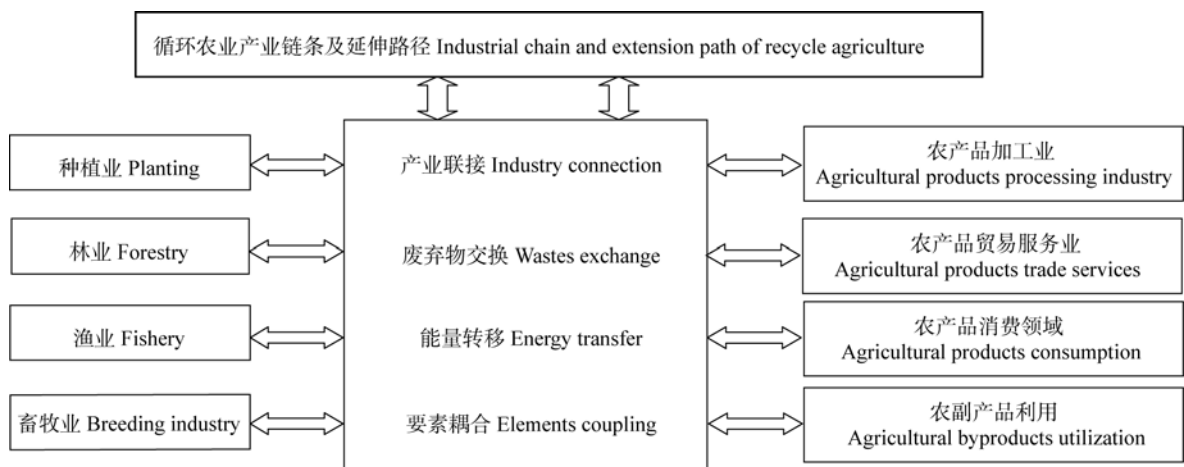 循环农业产业链条及延伸路径 Industrial chain and extension path of recycle agriculture
种植业 Planting
林业 Forestry
渔业 Fishery
畜牧业 Breeding industry
产业联接 Industry connection
废弃物交换 Wastes exchange
能量转移 Energy transfer
要素耦合 Elements coupling
农产品加工业
Agricultural products processing industry
农产品贸易服务业
Agricultural products trade services
农产品消费领域
Agricultural products consumption
农副产品利用
Agricultural byproducts utilization